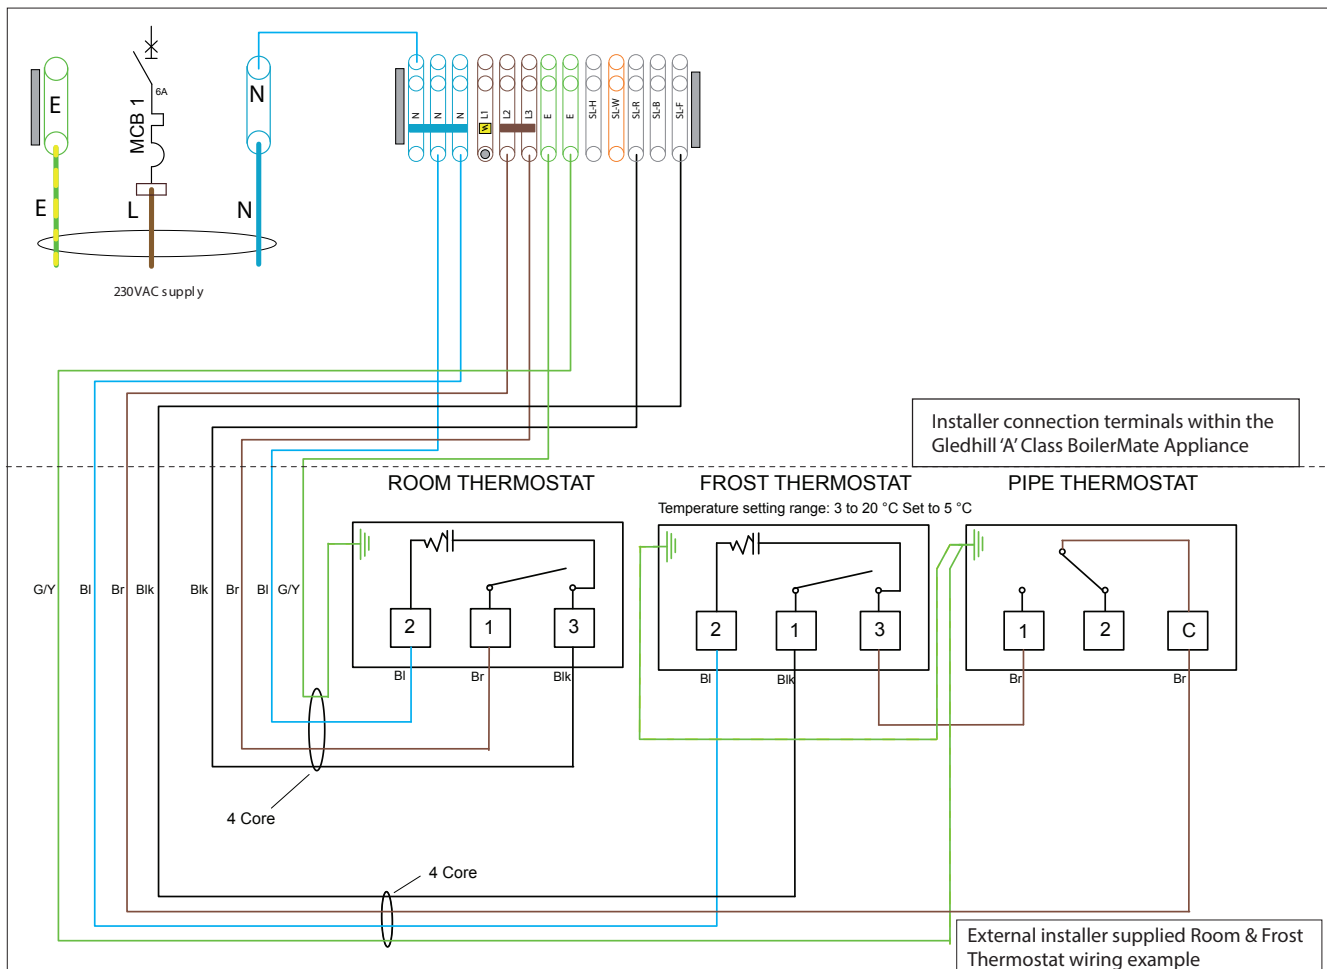 E
MCB 1
6A
N
N
N
N
L1
L2
L3
E
E
SL-H
SL-W
SL-R
SL-B
SL-F
E
L
N
230VAC supply
Installer connection terminals within the
Gledhill 'A' Class BoilerMate Appliance
ROOM THERMOSTAT
FROST THERMOSTAT
PIPE THERMOSTAT
Temperature setting range: 3 to 20 °C Set to 5 °C
G/Y
Bl
Br
Blk
Blk
Br
Bl
G/Y
2
1
3
2
1
3
1
2
C
Bl
Br
Blk
Bl
Blk
Br
Br
4 Core
4 Core
External installer supplied Room & Frost
Thermostat wiring example